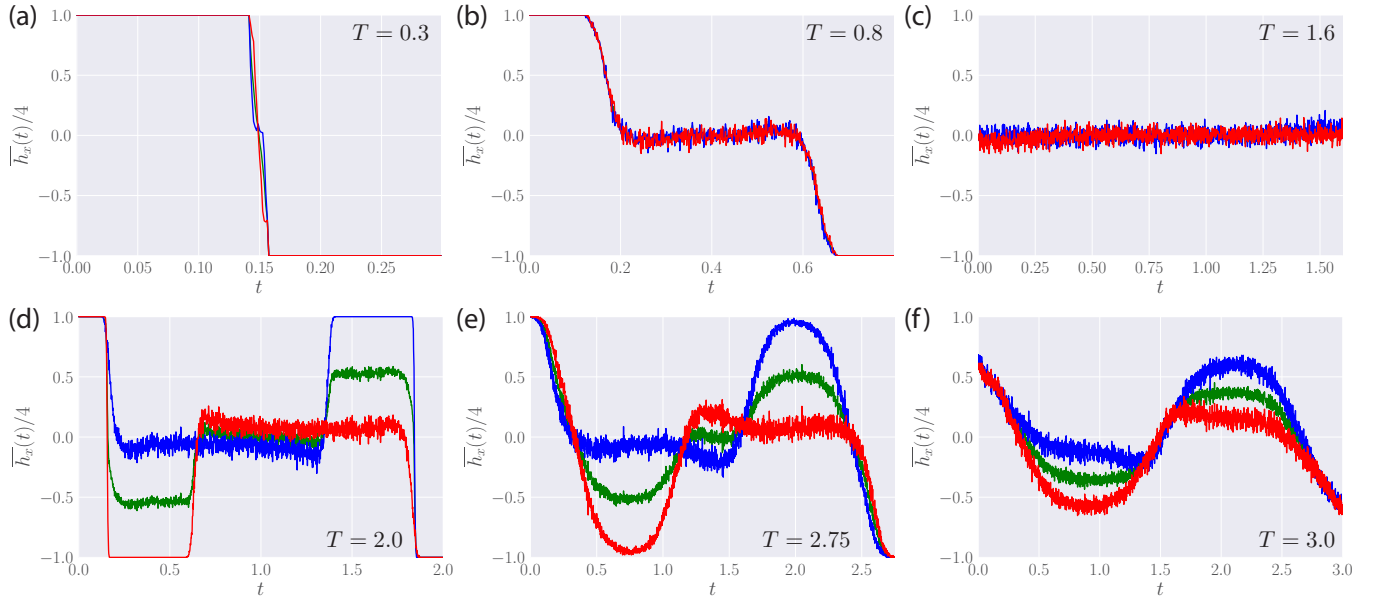 (a)
1.0
0.5
0.0
−0.5
−1.0
0.00 0.05 0.10 0.15 0.20 0.25
T = 0.3
h_x(t)/4
t
(b)
1.0
0.5
0.0
−0.5
−1.0
0.0 0.2 0.4 0.6
T = 0.8
h_x(t)/4
t
(c)
1.0
0.5
0.0
−0.5
−1.0
0.00 0.25 0.50 0.75 1.00 1.25 1.50
T = 1.6
h_x(t)/4
t
(d)
1.0
0.5
0.0
−0.5
−1.0
0.0 0.5 1.0 1.5 2.0
T = 2.0
h_x(t)/4
t
(e)
1.0
0.5
0.0
−0.5
−1.0
0.0 0.5 1.0 1.5 2.0 2.5
T = 2.75
h_x(t)/4
t
(f)
1.0
0.5
0.0
−0.5
−1.0
0.0 0.5 1.0 1.5 2.0 2.5 3.0
T = 3.0
h_x(t)/4
t